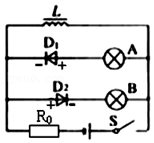 L
D₁ A
- +
D₂ B
+ -
R₀ S